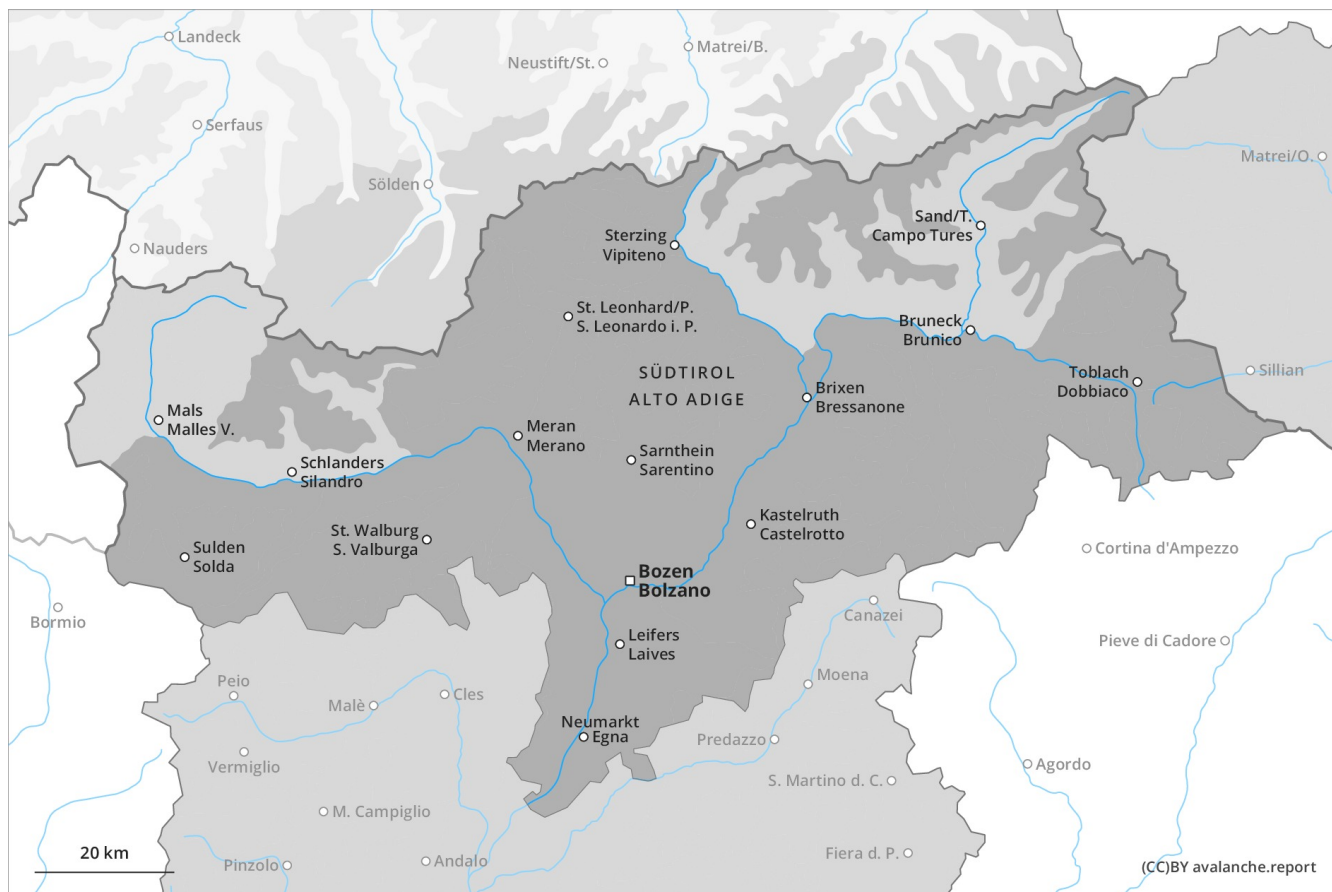 Landeck
Matrei/B.
Neustift/St.
Serfaus
Matrei/O.
Sölden
Nauders
Sand/T.
Campo Tures
Sterzing
Vipiteno
St. Leonhard/P.
S. Leonardo i. P.
Bruneck
Brunico
SÜDTIROL
ALTO ADIGE
Toblach
Dobbiaco
Sillian
Brixen
Bressanone
Mals
Malles V.
Meran
Merano
Sarnthein
Sarentino
Schlanders
Silandro
Kastelruth
Castelrotto
St. Walburg
S. Valburga
Sulden
Solda
Cortina d'Ampezzo
Bozen
Bolzano
Bormio
Canazei
Leifers
Laives
Pieve di Cadore
Moena
Peio
Malè
Cles
Neumarkt
Egna
Predazzo
Vermiglio
Agordo
S. Martino d. C.
M. Campiglio
20 km
Pinzolo
Andalo
Fiera d. P.
(CC)BY avalanche.report